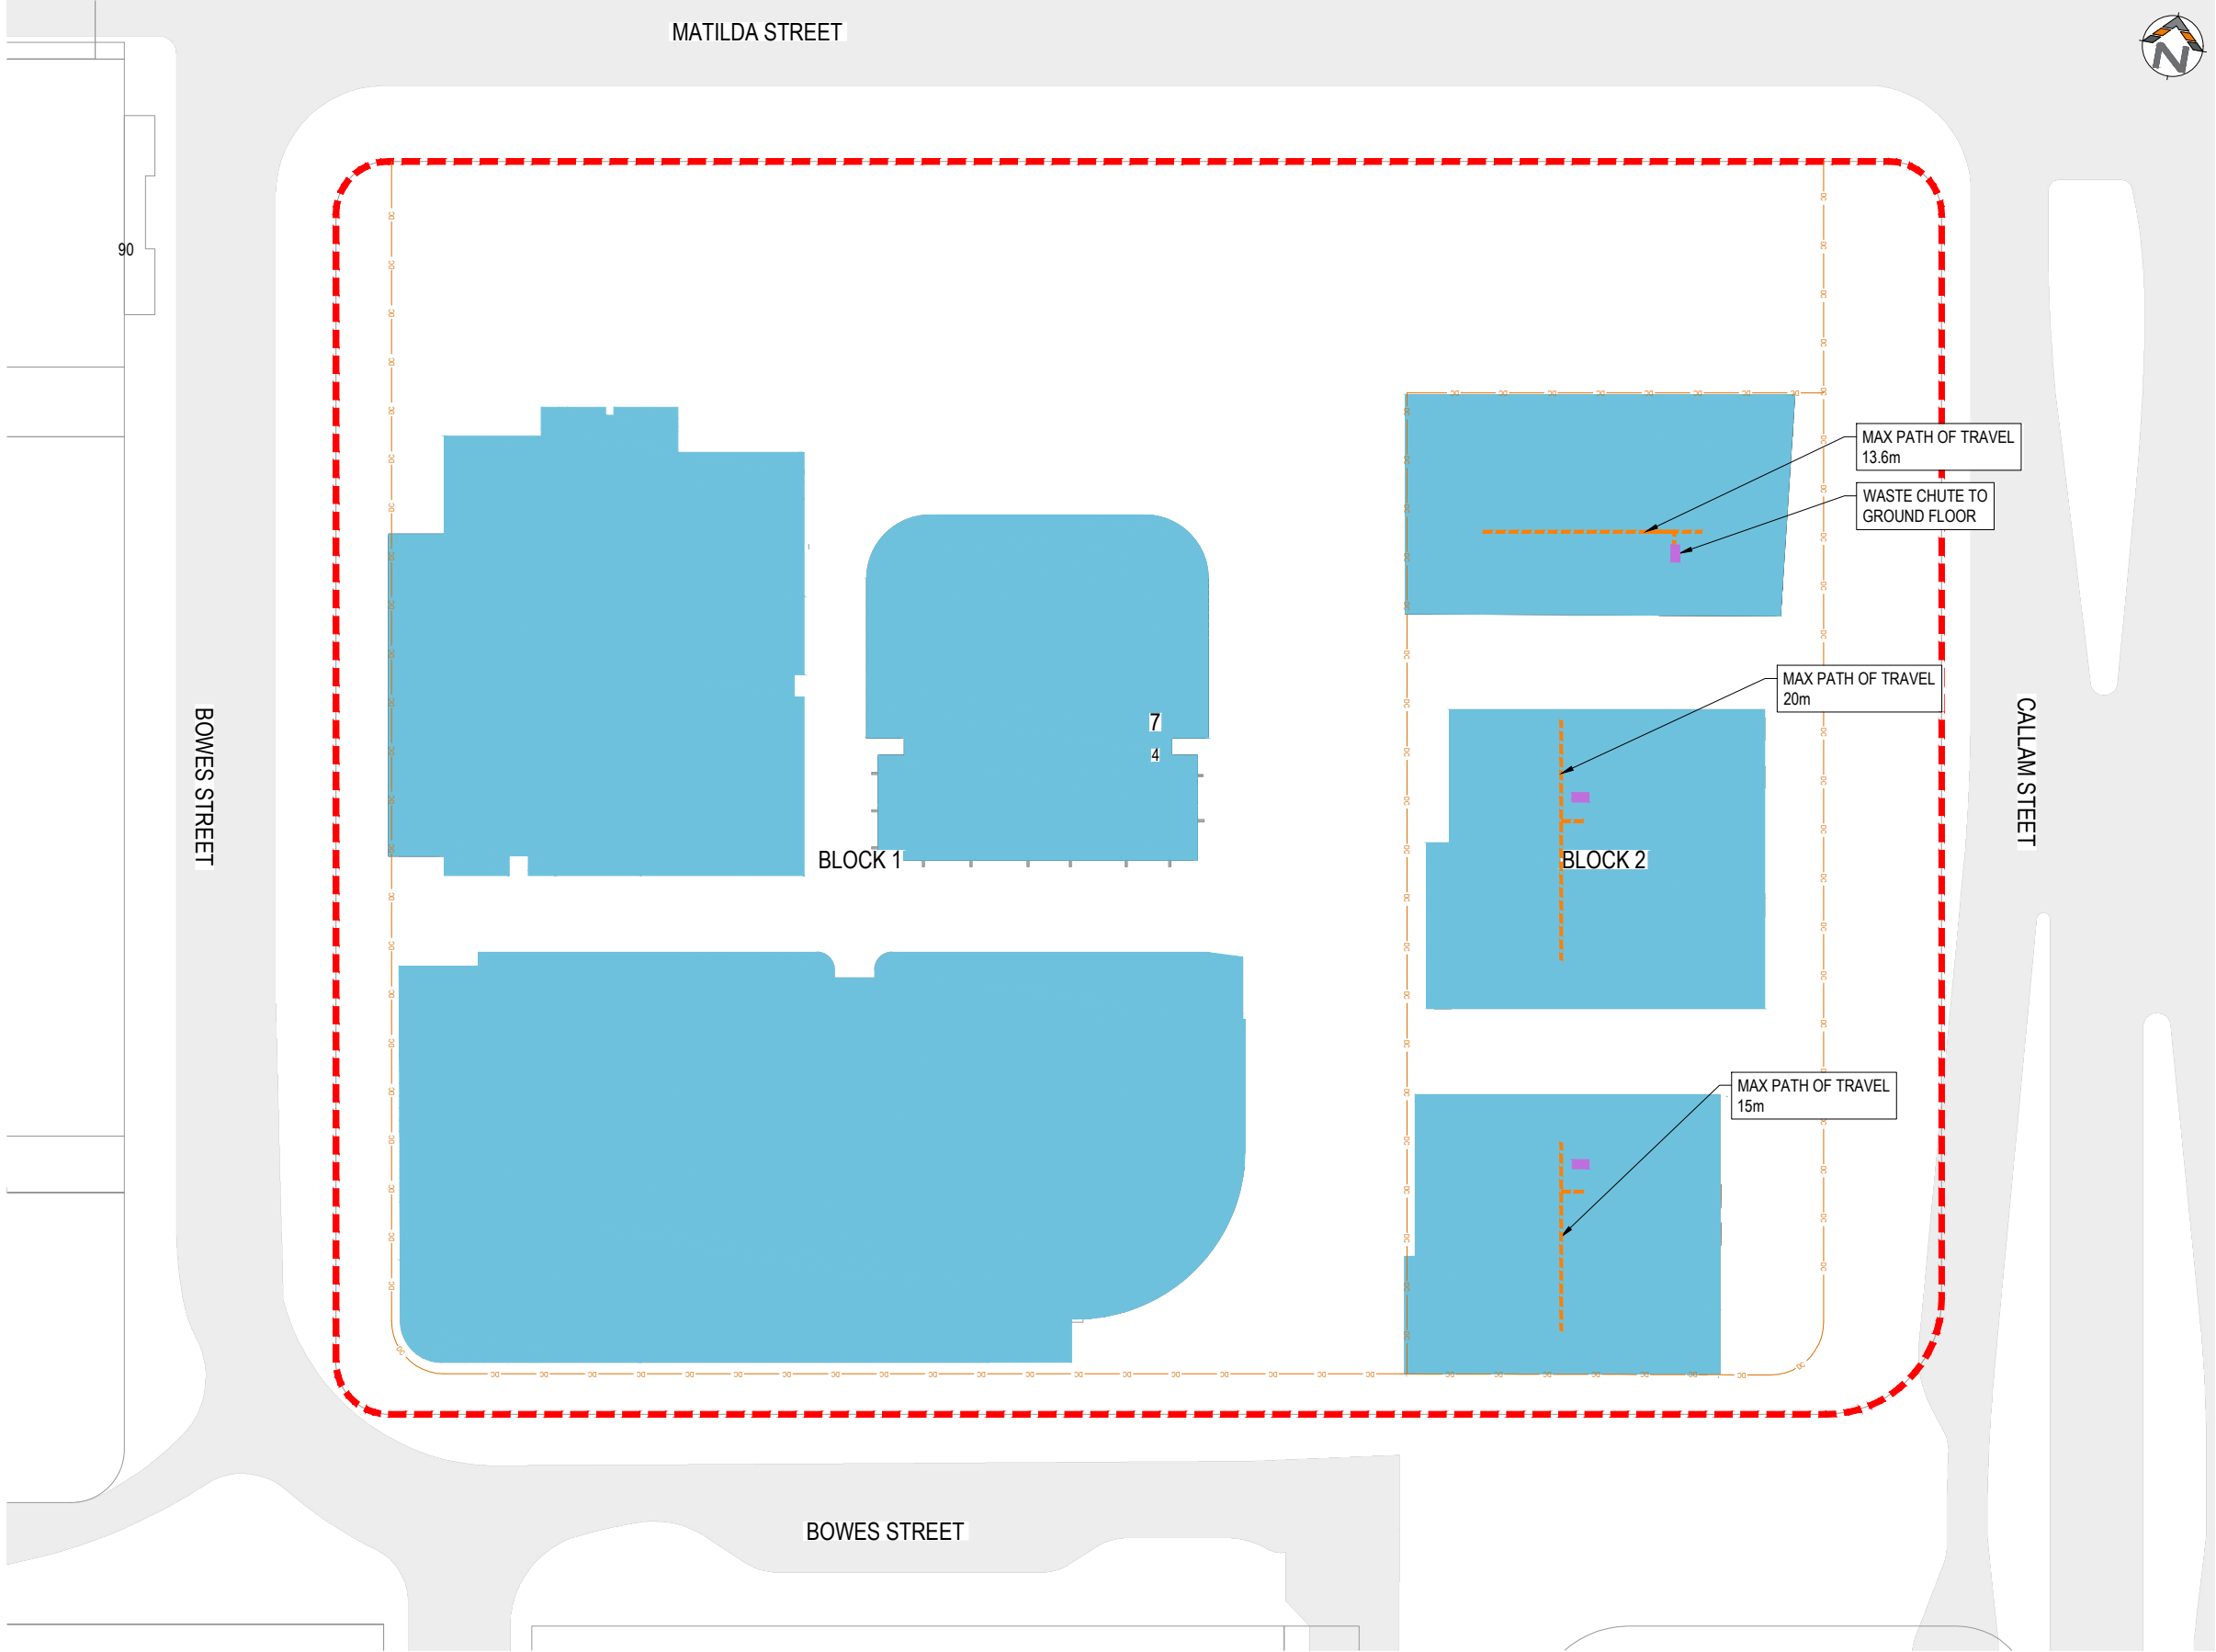 MATILDA STREET
N
90
MAX PATH OF TRAVEL
13.6m
WASTE CHUTE TO
GROUND FLOOR
MAX PATH OF TRAVEL
20m
BOWES STREET
CALLAM STEET
7
4
BLOCK 1
BLOCK 2
MAX PATH OF TRAVEL
15m
BOWES STREET